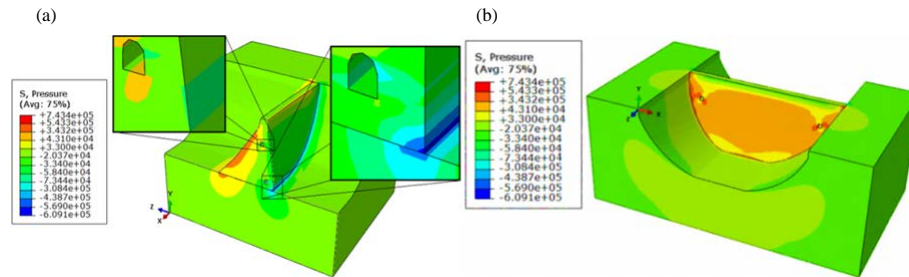 (a)
(b)
S, Pressure
(Avg: 75%)
+7.434e+05
+5.433e+05
+3.432e+05
+4.310e+04
+3.300e+04
-2.037e+04
-3.340e+04
-5.840e+04
-7.344e+04
-3.084e+05
-4.387e+05
-5.690e+05
-6.091e+05
Y
Z
X
S, Pressure
(Avg: 75%)
+7.434e+05
+5.433e+05
+3.432e+05
+4.310e+04
+3.300e+04
-2.037e+04
-3.340e+04
-5.840e+04
-7.344e+04
-3.084e+05
-4.387e+05
-5.690e+05
-6.091e+05
Y
Z
X